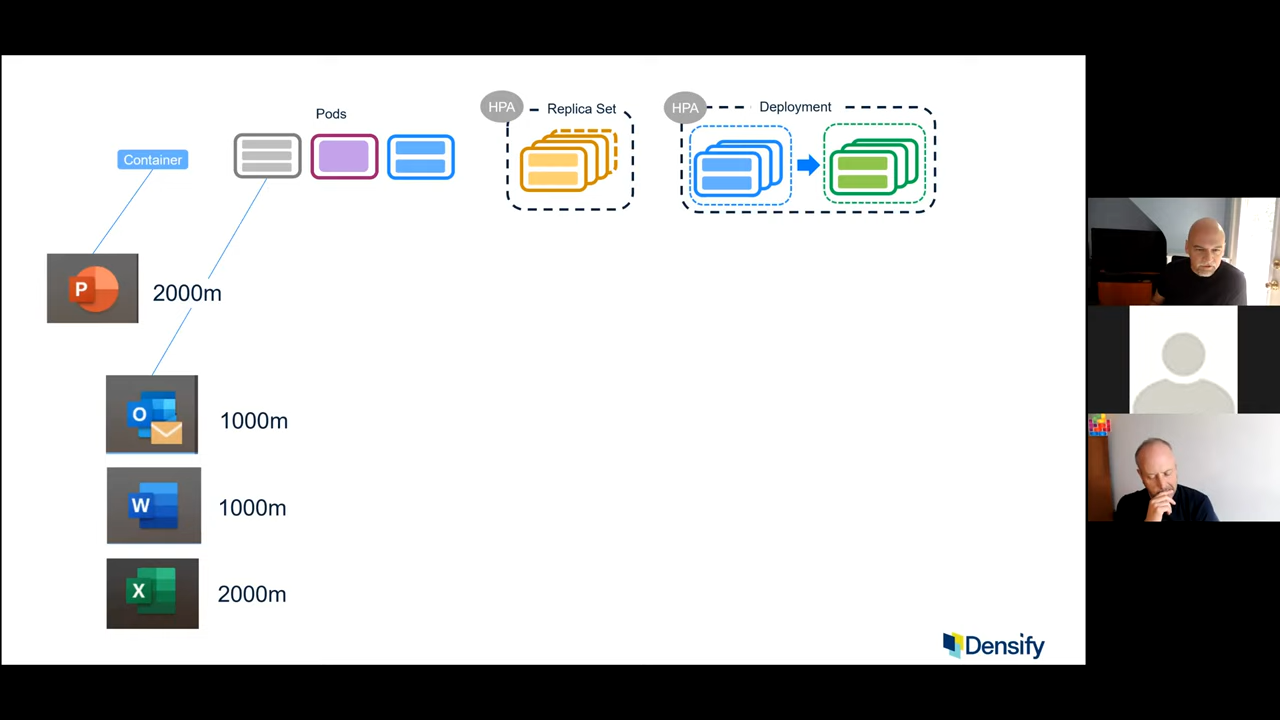 Pods
HPA
Replica Set
HPA
Deployment
Container
P
2000m
O
1000m
W
1000m
X
2000m
Densify